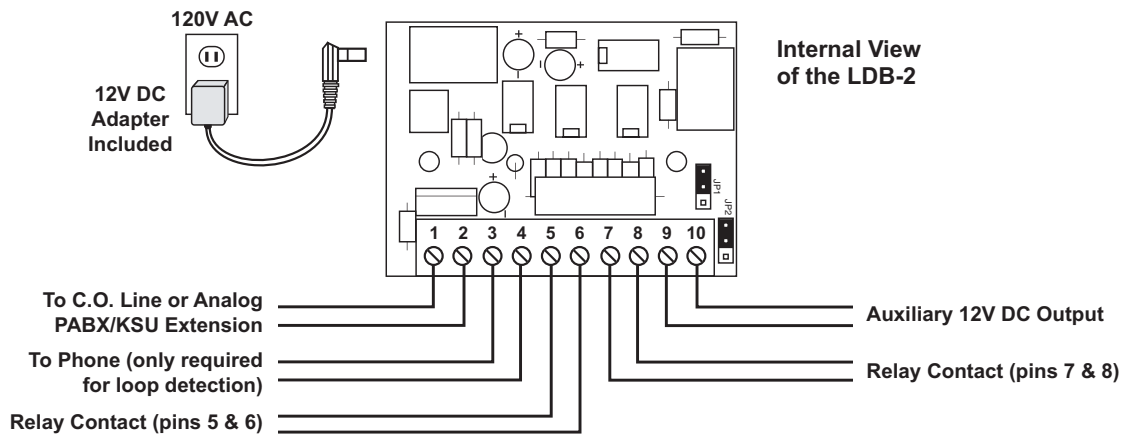 120V AC
12V DC
Adapter
Included
Internal View
of the LDB-2
+
+
+
JP1
JP2
1 2 3 4 5 6 7 8 9 10
To C.O. Line or Analog
PABX/KSU Extension
To Phone (only required
for loop detection)
Relay Contact (pins 5 & 6)
Auxiliary 12V DC Output
Relay Contact (pins 7 & 8)